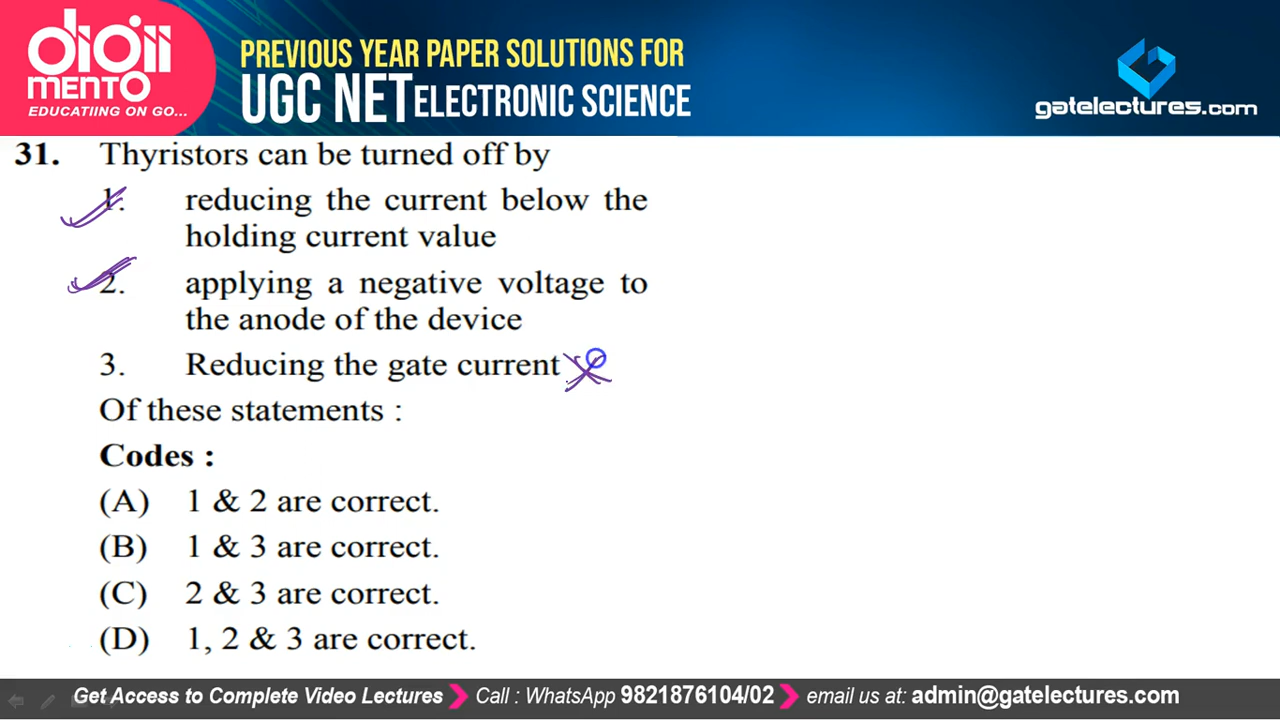 dioii
MENTO
EDUCATIING ON GO...
PREVIOUS YEAR PAPER SOLUTIONS FOR
UGC NET ELECTRONIC SCIENCE
gatelectures.com
31. Thyristors can be turned off by
1. reducing the current below the
holding current value
2. applying a negative voltage to
the anode of the device
3. Reducing the gate current
Of these statements :
Codes :
(A) 1 & 2 are correct.
(B) 1 & 3 are correct.
(C) 2 & 3 are correct.
(D) 1, 2 & 3 are correct.
Get Access to Complete Video Lectures Call : WhatsApp 9821876104/02 email us at: admin@gatelectures.com